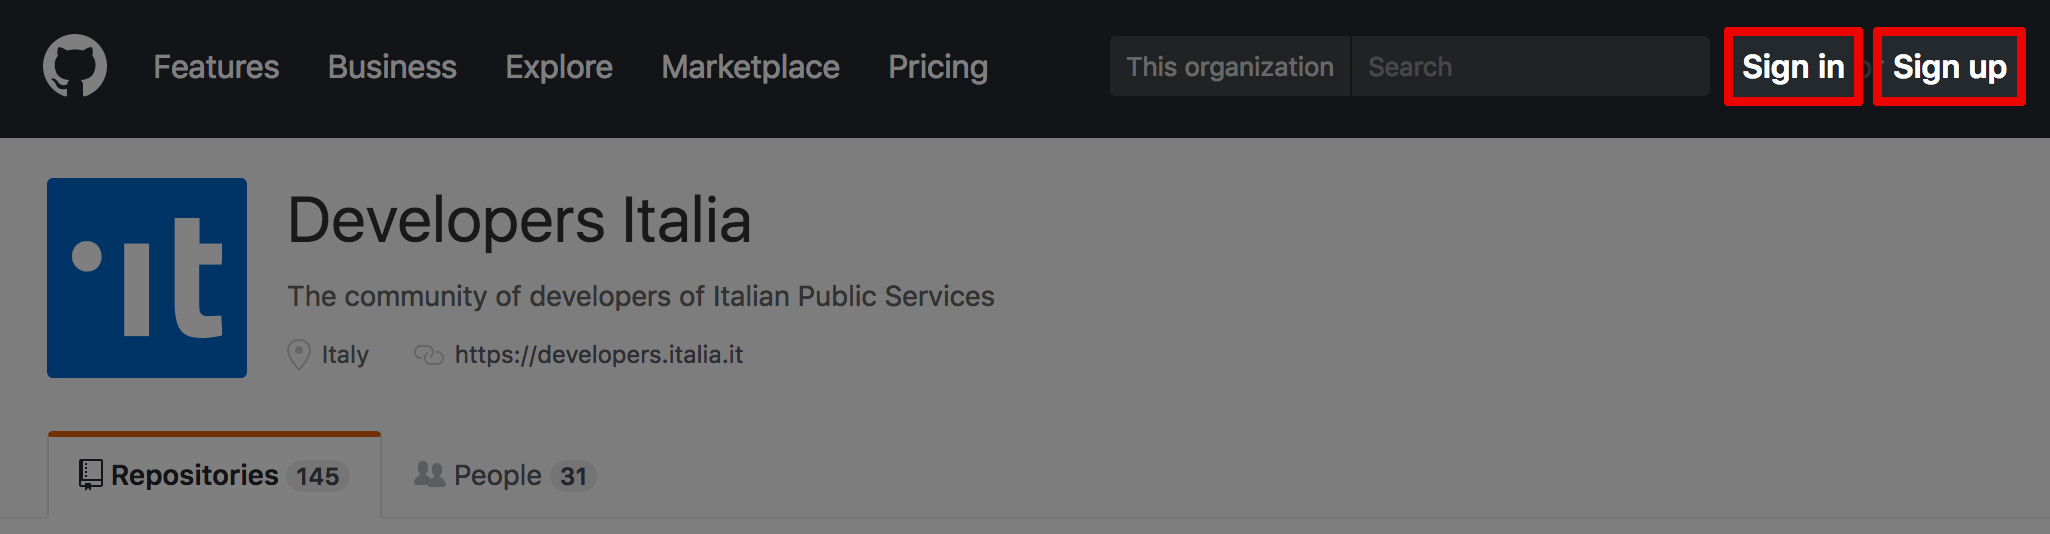 Features Business Explore Marketplace Pricing This organization Search Sign in or Sign up
it
Developers Italia
The community of developers of Italian Public Services
Italy https://developers.italia.it
Repositories 145 People 31